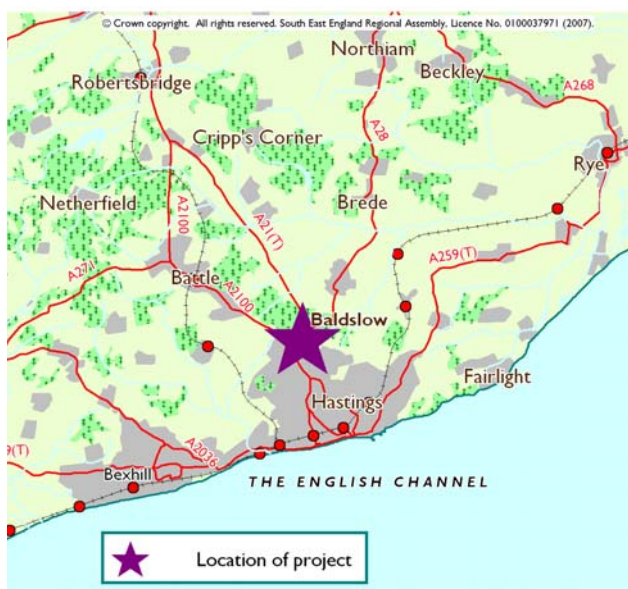 © Crown copyright. All rights reserved. South East England Regional Assembly, Licence No. 0100037971 (2007).
Northiam
Beckley
Robertsbridge
A268
Cripp's Corner
A28
Rye
Netherfield
A2100
A21(T)
Brede
A259(T)
A271
Battle
A2100
Baldslow
Fairlight
Hastings
9(T)
A2036
Bexhill
THE ENGLISH CHANNEL
Location of project